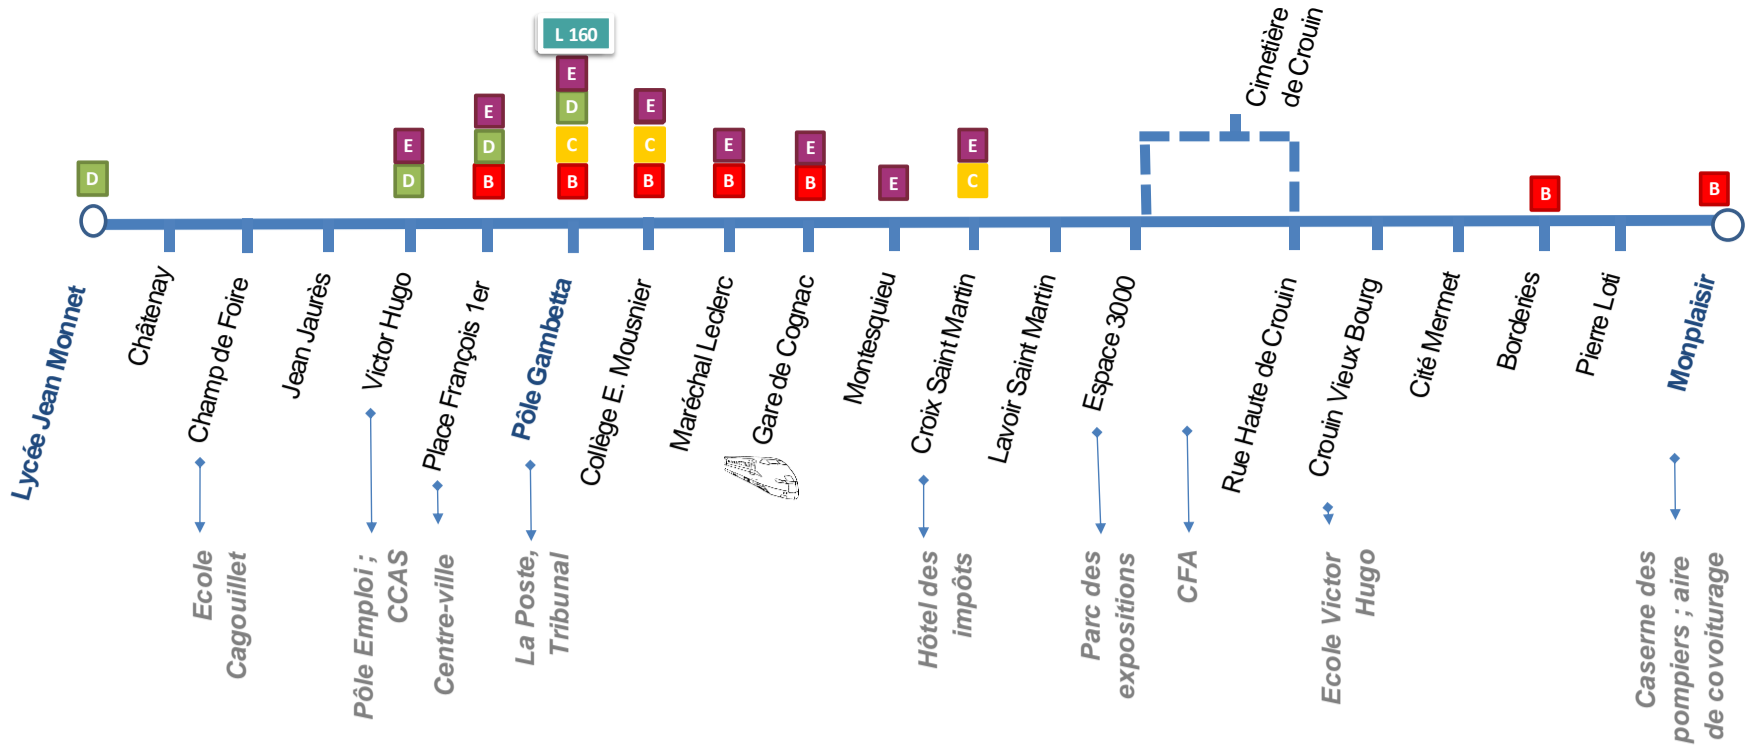 L 160
E
E
D
C
B
E
D
B
E
C
B
E
D
E
B
E
B
E
E
C
D
B
B
Cimetière
de Crouin
Lycée Jean Monnet
Châtenay
Champ de Foire
Jean Jaurès
Victor Hugo
Place François 1er
Pôle Gambetta
Collège E. Mousnier
Maréchal Leclerc
Gare de Cognac
Montesquieu
Croix Saint Martin
Lavoir Saint Martin
Espace 3000
Rue Haute de Crouin
Crouin Vieux Bourg
Cité Mermet
Borderies
Pierre Loti
Monplaisir
Ecole
Cagouillet
Pôle Emploi ;
CCAS
Centre-ville
La Poste,
Tribunal
Hôtel des
impôts
Parc des
expositions
CFA
Ecole Victor
Hugo
Caserne des
pompiers ; aire
de covoiturage